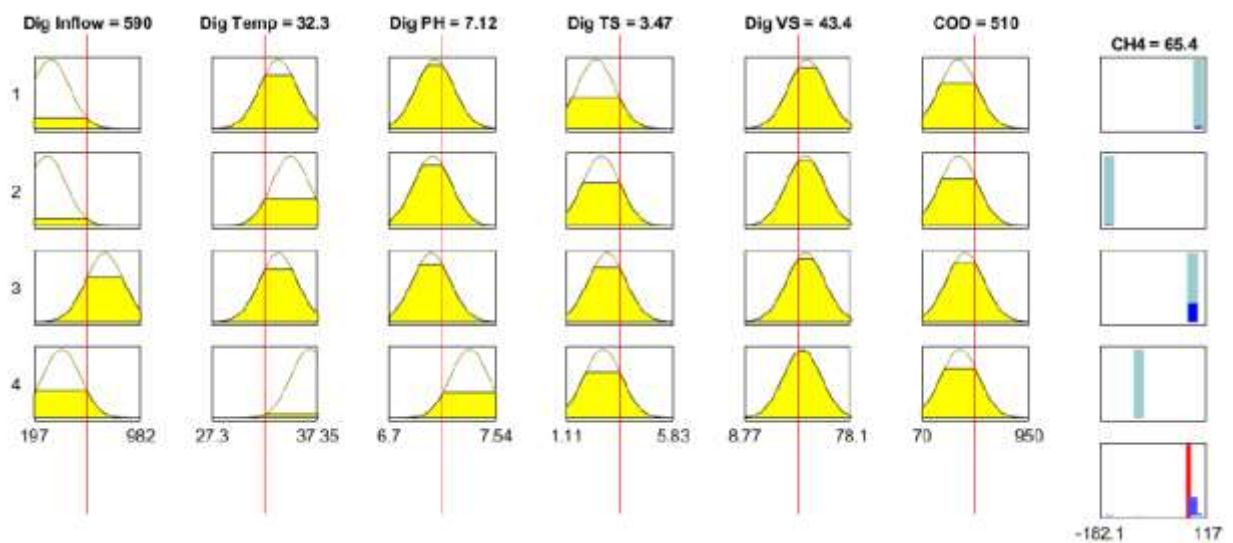 Dig Inflow = 590 Dig Temp = 32.3 Dig PH = 7.12 Dig TS = 3.47 Dig VS = 43.4 COD = 510
CH4 = 65.4
1
2
3
4
197 982 27.3 37.35 6.7 7.54 1.11 5.83 8.77 78.1 70 950
-182.1 117